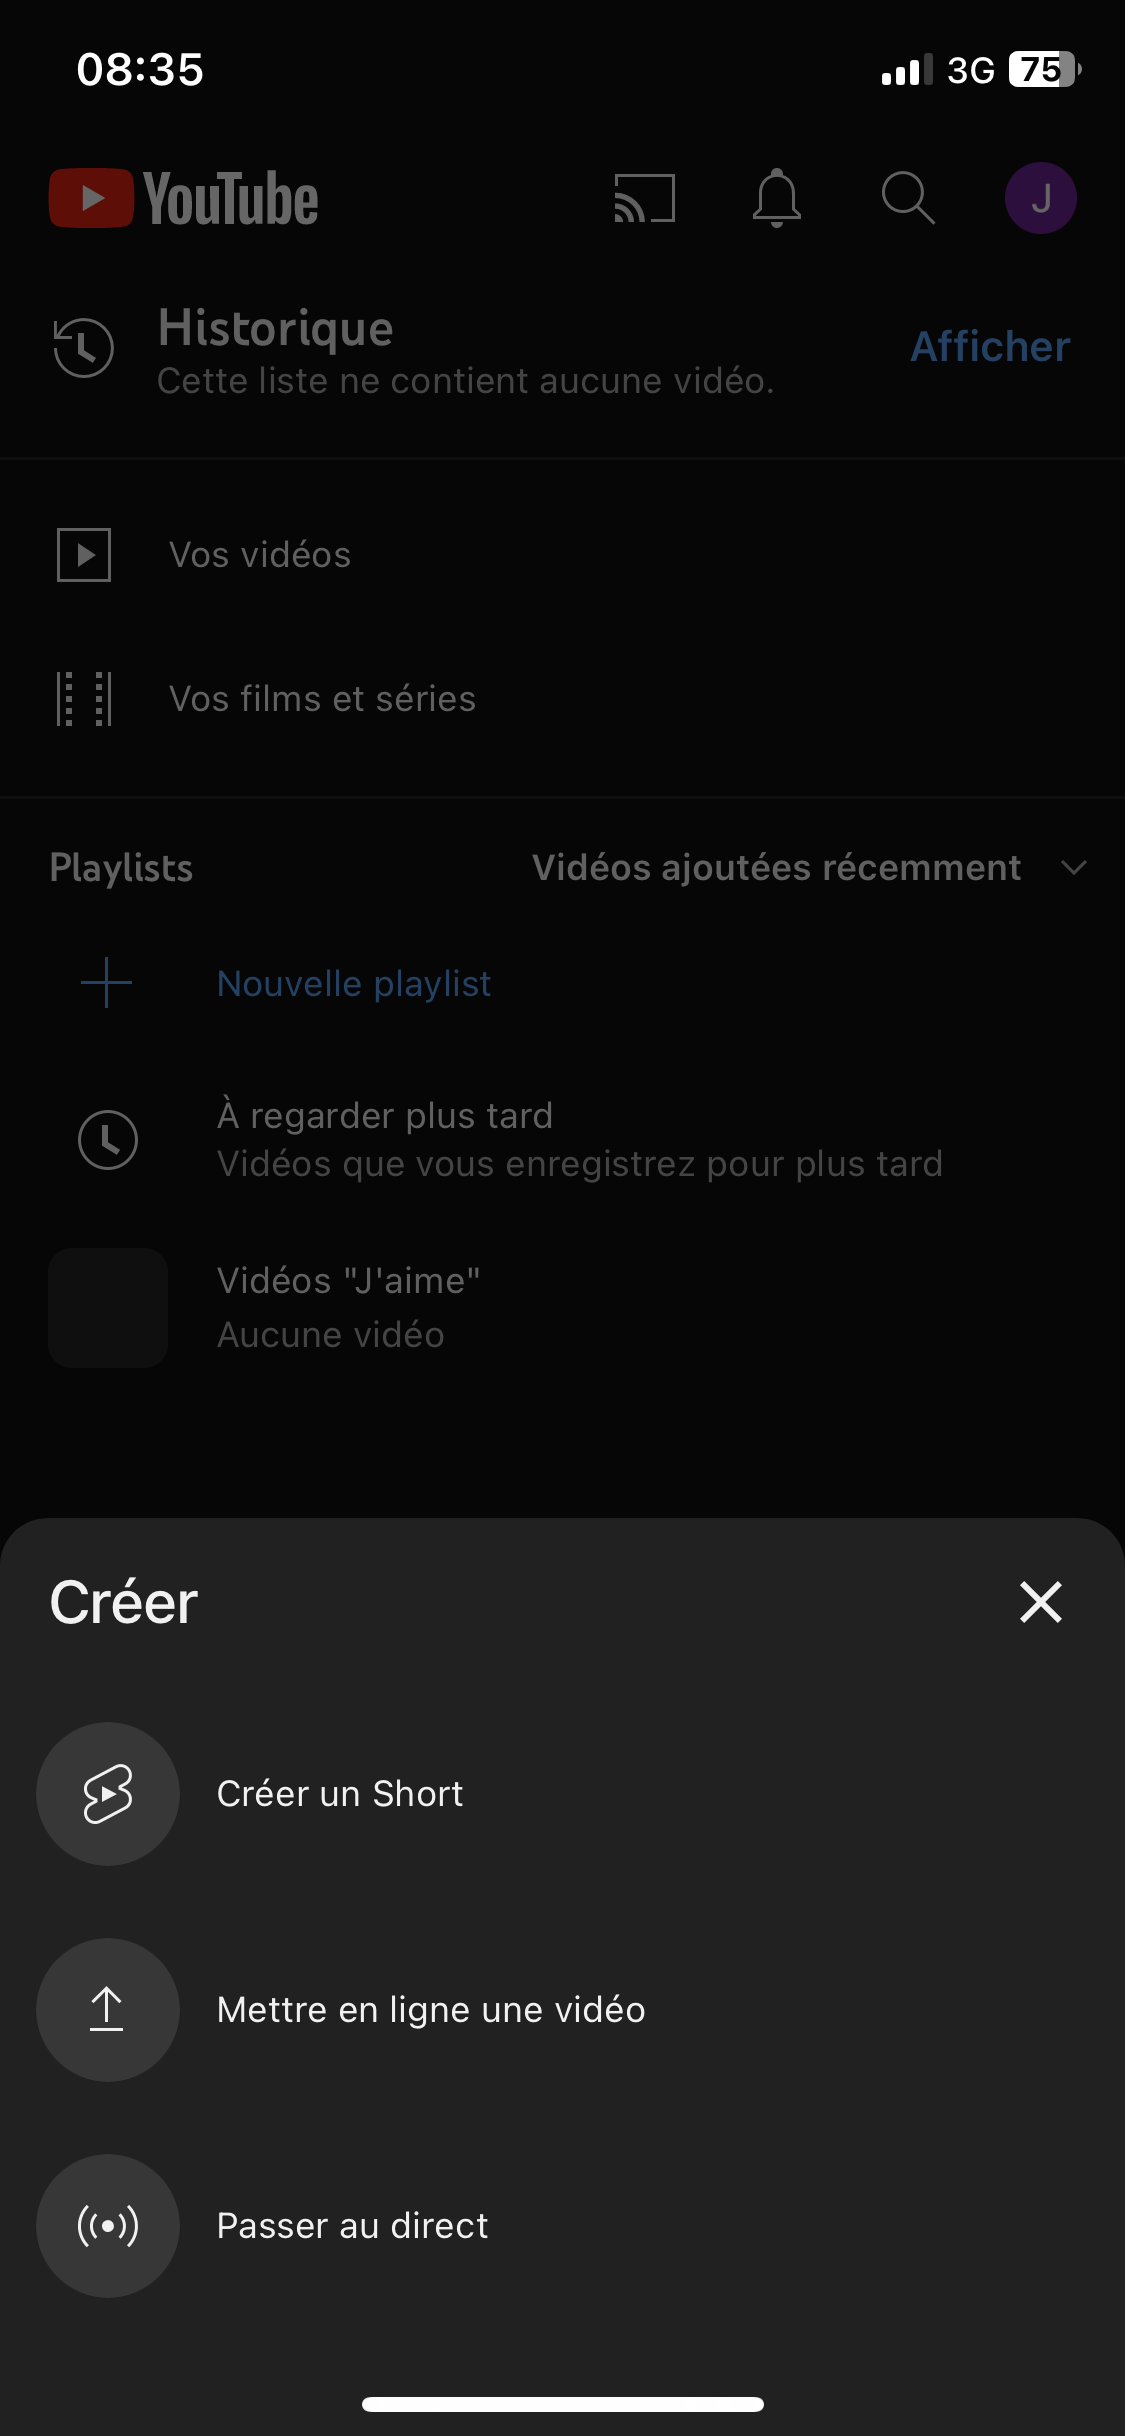 08:35
3G 75
YouTube
J
Historique
Afficher
Cette liste ne contient aucune vidéo.
Vos vidéos
Vos films et séries
Playlists
Vidéos ajoutées récemment
Nouvelle playlist
À regarder plus tard
Vidéos que vous enregistrez pour plus tard
Vidéos "J'aime"
Aucune vidéo
Créer
Créer un Short
Mettre en ligne une vidéo
Passer au direct